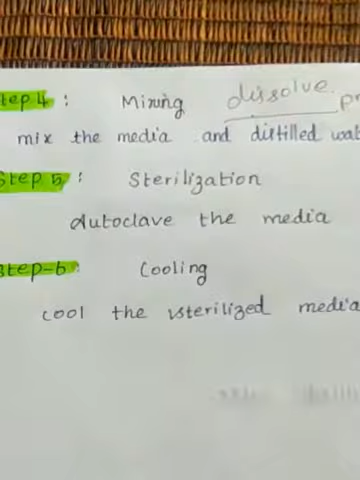 tep 4 : Mixing dissolve pr
mix the media and distilled wat
Step 5 : Sterilization
autoclave the media
Step-6 : Cooling
cool the sterilized media